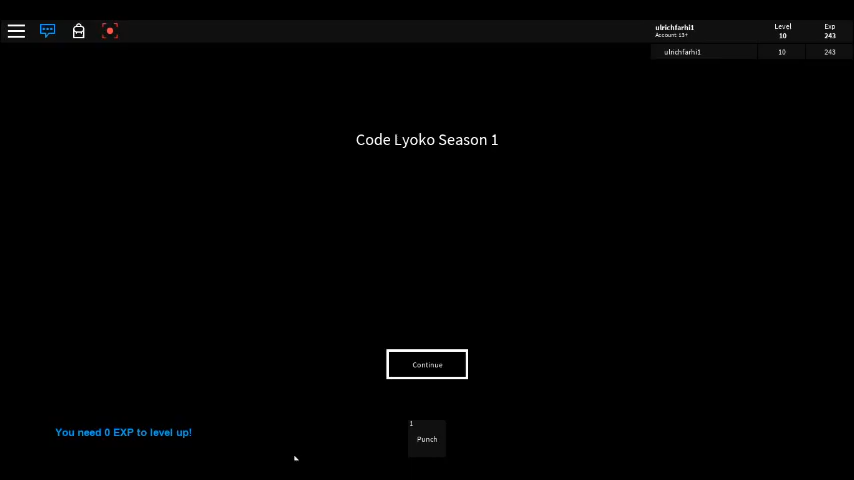 ulrichfarhi1
Account: 13+
Level
10
Exp
243
ulrichfarhi1
10
243
Code Lyoko Season 1
Continue
1
Punch
You need 0 EXP to level up!